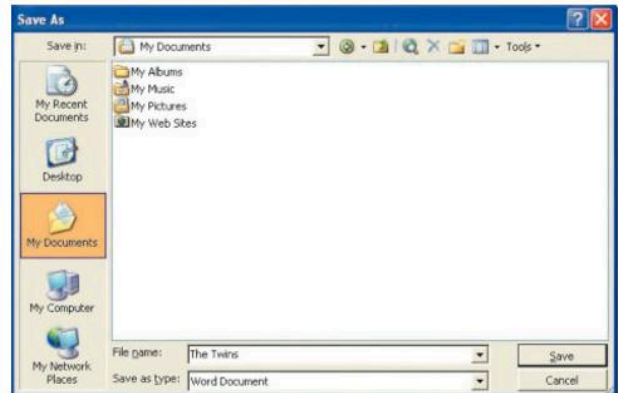 Save As
Save in: My Documents Tools
My Albums
My Music
My Pictures
My Web Sites
My Recent
Documents
Desktop
My Documents
My Computer
My Network
Places
File name: The Twins Save
Save as type: Word Document Cancel